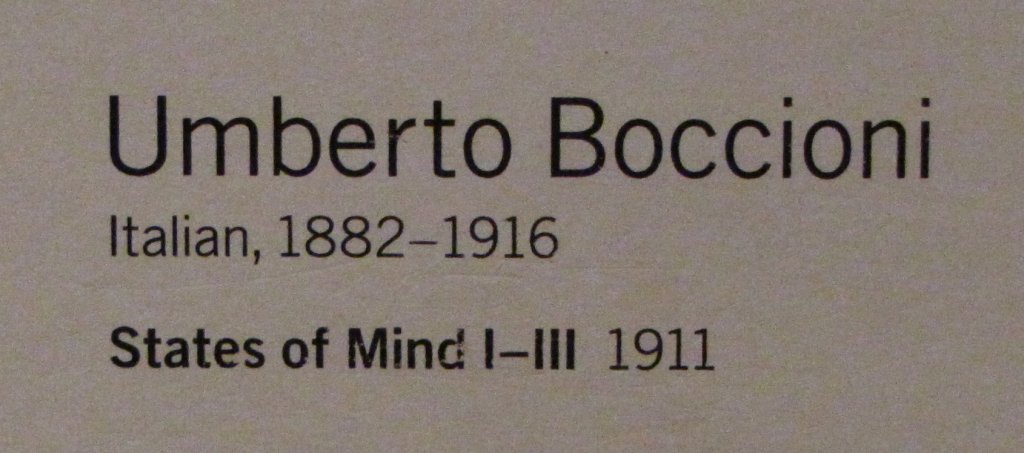 Umberto Boccioni
Italian, 1882–1916
States of Mind I–III 1911